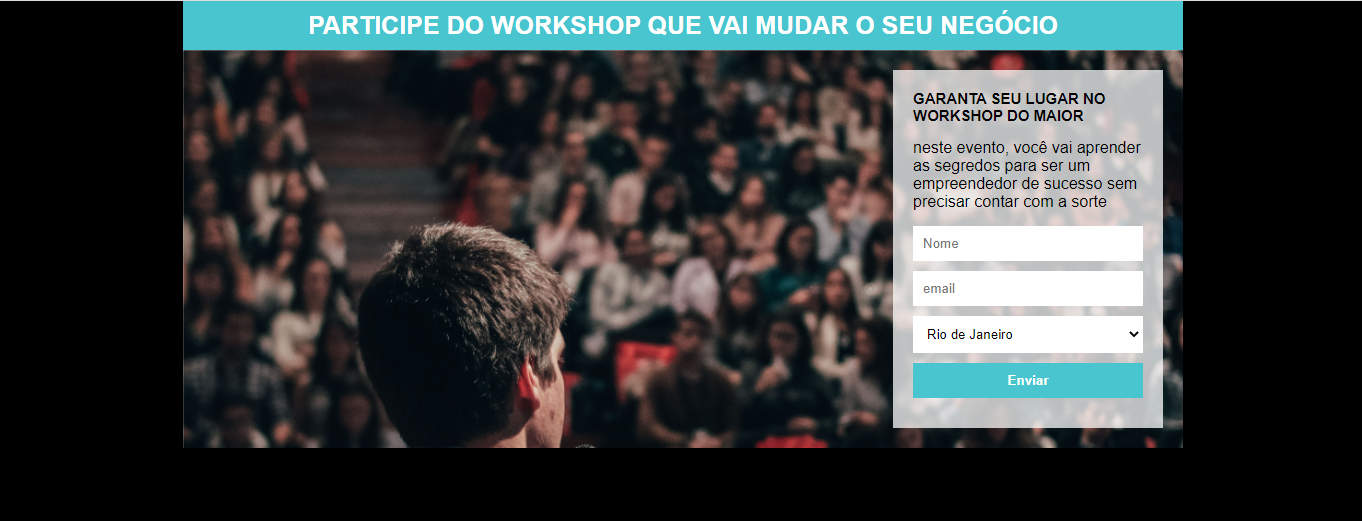 PARTICIPE DO WORKSHOP QUE VAI MUDAR O SEU NEGÓCIO
GARANTA SEU LUGAR NO
WORKSHOP DO MAIOR
neste evento, você vai aprender
as segredos para ser um
empreendedor de sucesso sem
precisar contar com a sorte
Nome
email
Rio de Janeiro
Enviar